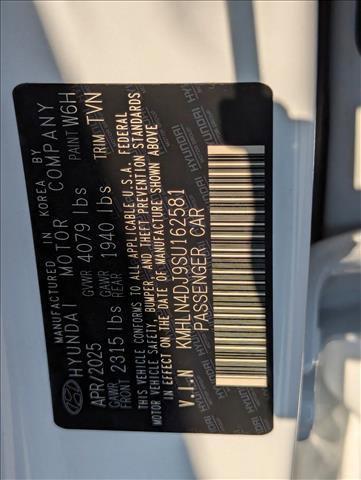 MANUFACTURED IN KOREA BY
HYUNDAI MOTOR COMPANY
APR/2025 GVWR 4079 lbs PAINT W6H
GAWR FRONT 2315 lbs GAWR REAR 1940 lbs TRIM TVN
THIS VEHICLE CONFORMS TO ALL APPLICABLE U.S.A. FEDERAL
MOTOR VEHICLE SAFETY, BUMPER, AND THEFT PREVENTION STANDARDS
IN EFFECT ON THE DATE OF MANUFACTURE SHOWN ABOVE
V.I.N KMHLN4DJ9SU162581
PASSENGER CAR